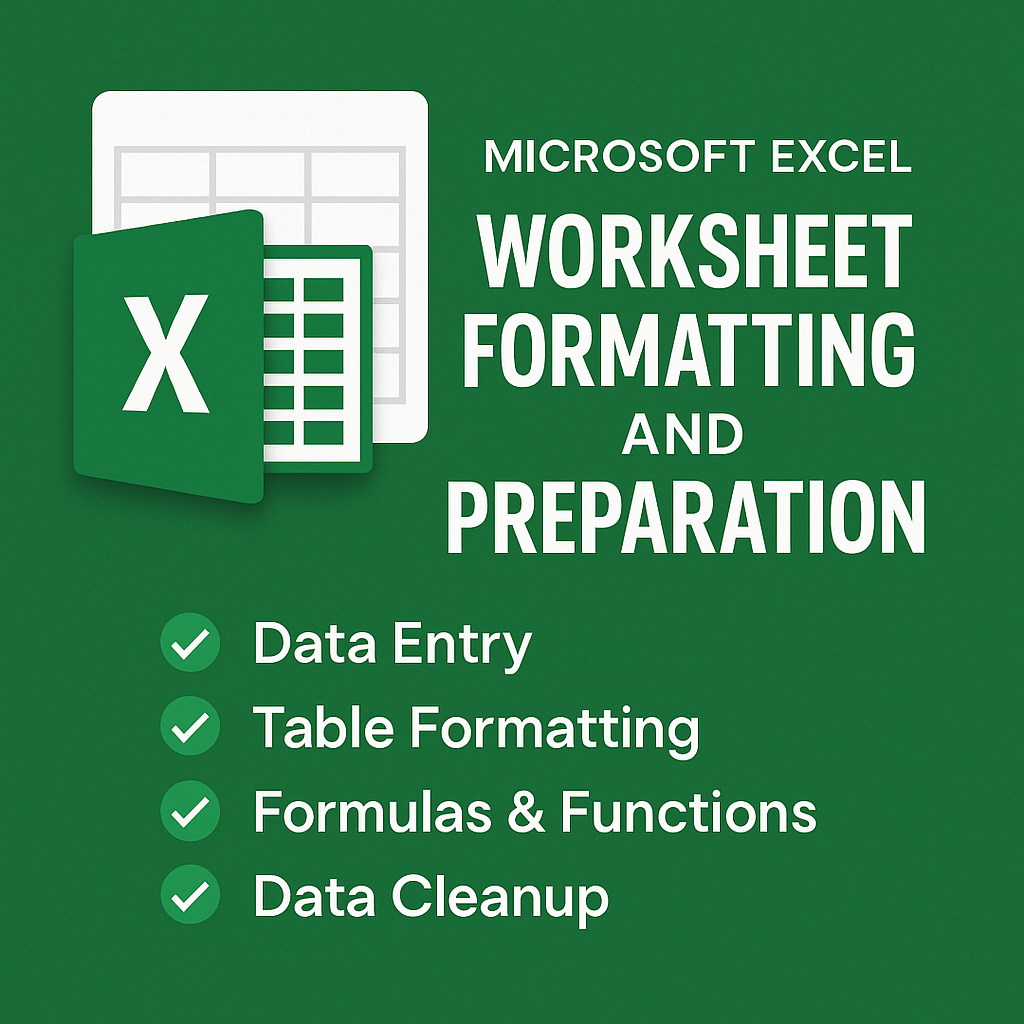 MICROSOFT EXCEL
WORKSHEET
FORMATTING
AND
PREPARATION
X
Data Entry
Table Formatting
Formulas & Functions
Data Cleanup